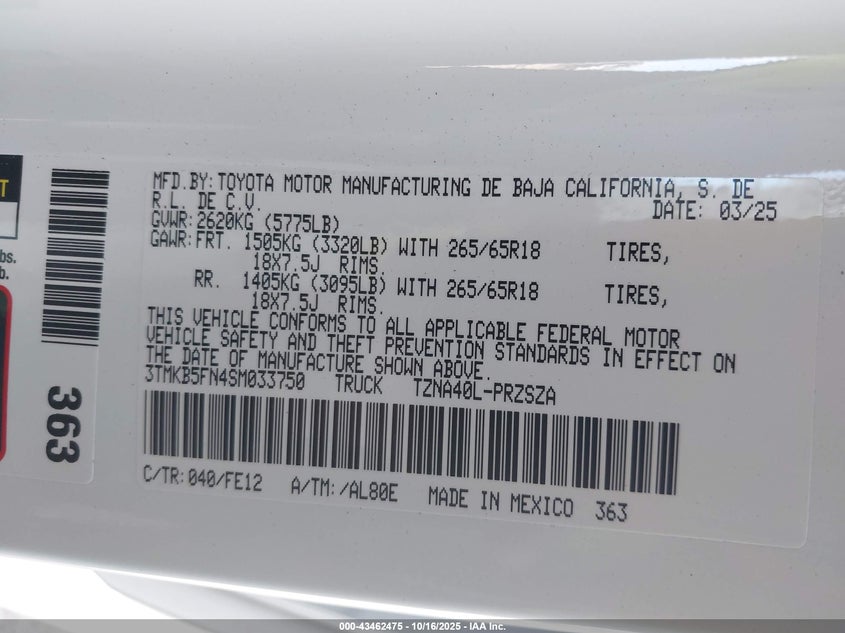 T
bs.
b.
363
MFD.BY:TOYOTA MOTOR MANUFACTURING DE BAJA CALIFORNIA, S. DE
R.L. DE C.V.
DATE: 03/25
GVWR:2620KG (5775LB)
GAWR:FRT. 1505KG (3320LB) WITH 265/65R18 TIRES,
18X7.5J RIMS.
RR. 1405KG (3095LB) WITH 265/65R18 TIRES,
18X7.5J RIMS.
THIS VEHICLE CONFORMS TO ALL APPLICABLE FEDERAL MOTOR
VEHICLE SAFETY AND THEFT PREVENTION STANDARDS IN EFFECT ON
THE DATE OF MANUFACTURE SHOWN ABOVE.
3TMKB5FN4SM033750 TRUCK TZNA40L-PRZSZA
C/TR:040/FE12 A/TM:/AL80E MADE IN MEXICO 363
000-43462475 - 10/16/2025 - IAA Inc.